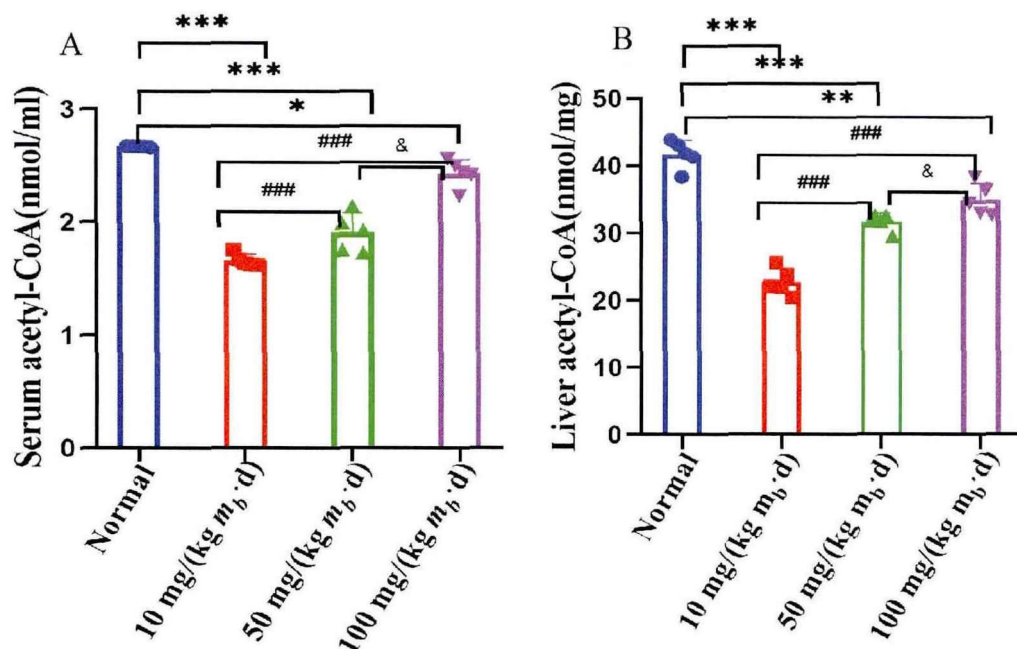 A
***
***
*
###
&
###
3
2
1
0
Serum acetyl-CoA(nmol/ml)
Normal
10 mg/(kg m_b·d)
50 mg/(kg m_b·d)
100 mg/(kg m_b·d)
B
***
***
**
###
&
###
50
40
30
20
10
0
Liver acetyl-CoA(nmol/mg)
Normal
10 mg/(kg m_b·d)
50 mg/(kg m_b·d)
100 mg/(kg m_b·d)